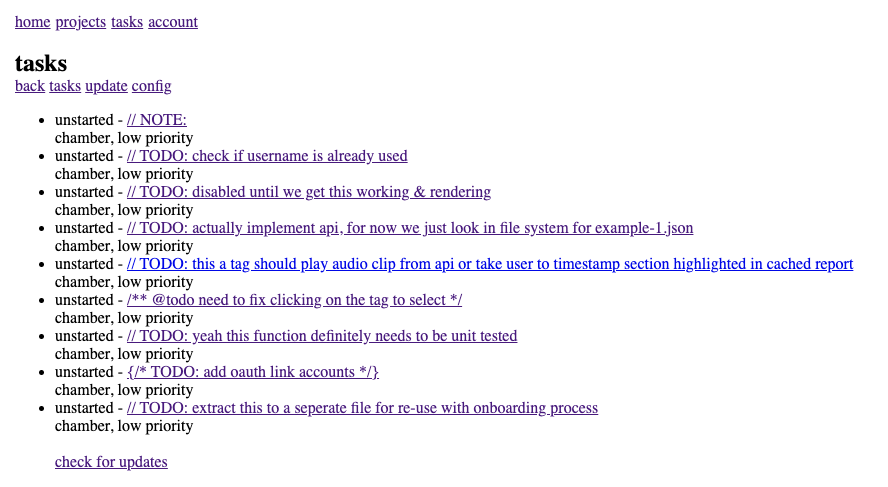 home projects tasks account
tasks
back tasks update config
unstarted - // NOTE:
chamber, low priority
unstarted - // TODO: check if username is already used
chamber, low priority
unstarted - // TODO: disabled until we get this working & rendering
chamber, low priority
unstarted - // TODO: actually implement api, for now we just look in file system for example-1.json
chamber, low priority
unstarted - // TODO: this a tag should play audio clip from api or take user to timestamp section highlighted in cached report
chamber, low priority
unstarted - /** @todo need to fix clicking on the tag to select */
chamber, low priority
unstarted - // TODO: yeah this function definitely needs to be unit tested
chamber, low priority
unstarted - {/* TODO: add oauth link accounts */}
chamber, low priority
unstarted - // TODO: extract this to a seperate file for re-use with onboarding process
chamber, low priority
check for updates